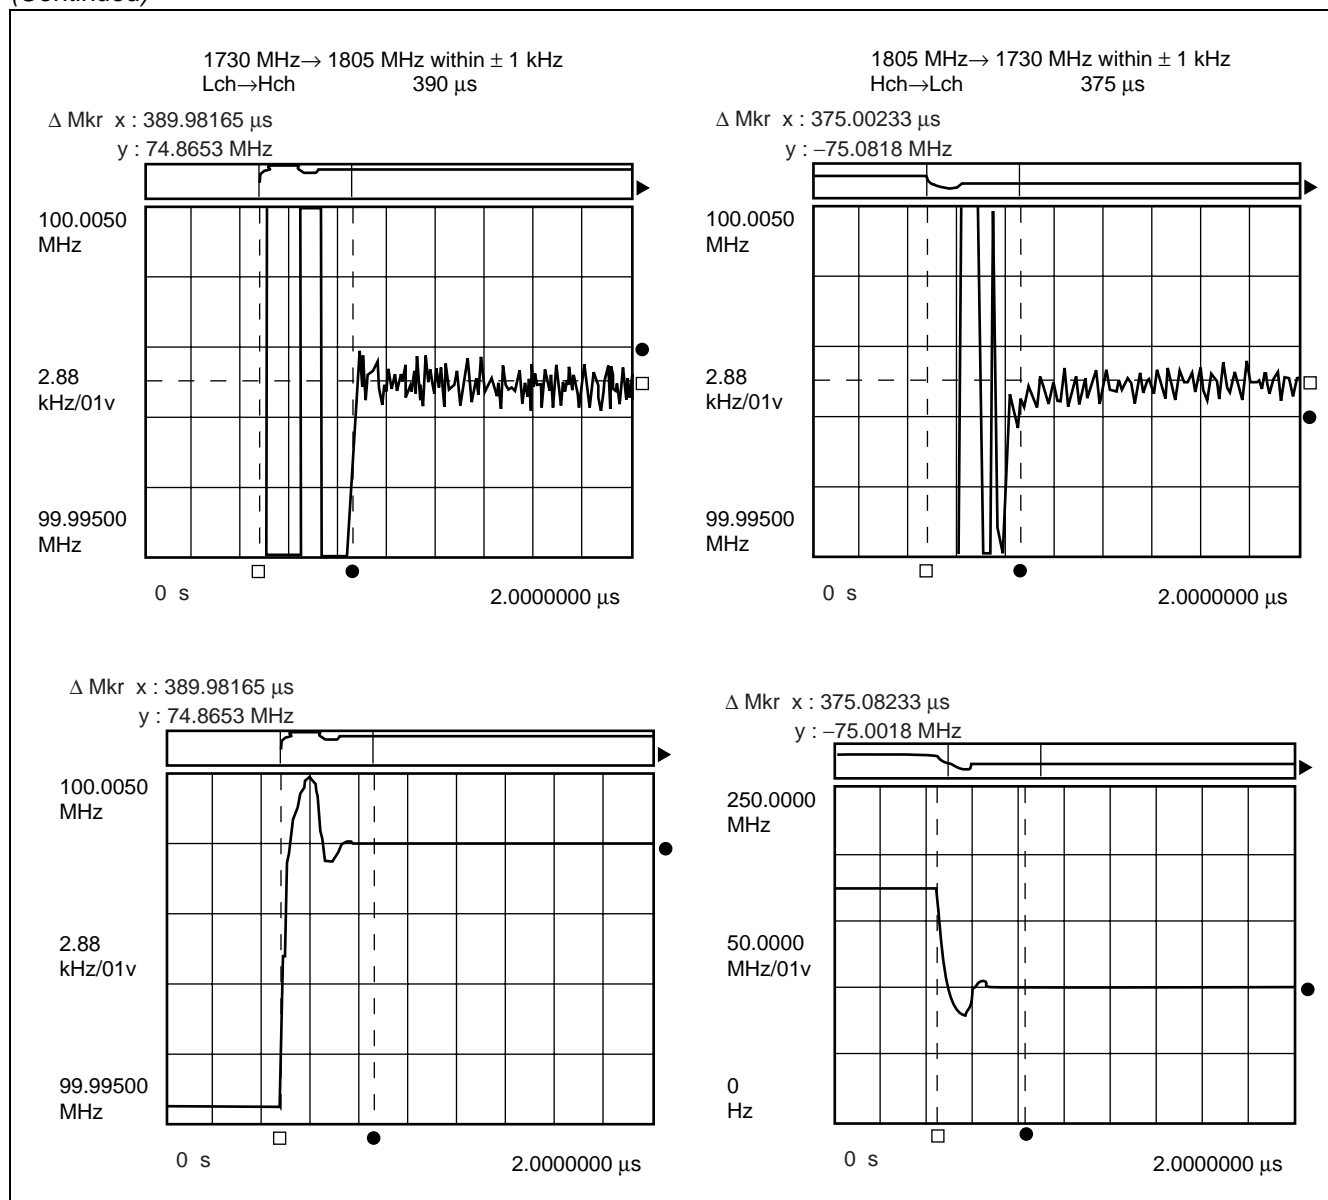 (Continued)
1730 MHz→ 1805 MHz within ± 1 kHz
Lch→Hch 390 μs
Δ Mkr x : 389.98165 μs
y : 74.8653 MHz
100.0050
MHz
2.88
kHz/01v
99.99500
MHz
0 s
2.0000000 μs
1805 MHz→ 1730 MHz within ± 1 kHz
Hch→Lch 375 μs
Δ Mkr x : 375.00233 μs
y : −75.0818 MHz
100.0050
MHz
2.88
kHz/01v
99.99500
MHz
0 s
2.0000000 μs
Δ Mkr x : 389.98165 μs
y : 74.8653 MHz
100.0050
MHz
2.88
kHz/01v
99.99500
MHz
0 s
2.0000000 μs
Δ Mkr x : 375.08233 μs
y : −75.0018 MHz
250.0000
MHz
50.0000
MHz/01v
0
Hz
0 s
2.0000000 μs